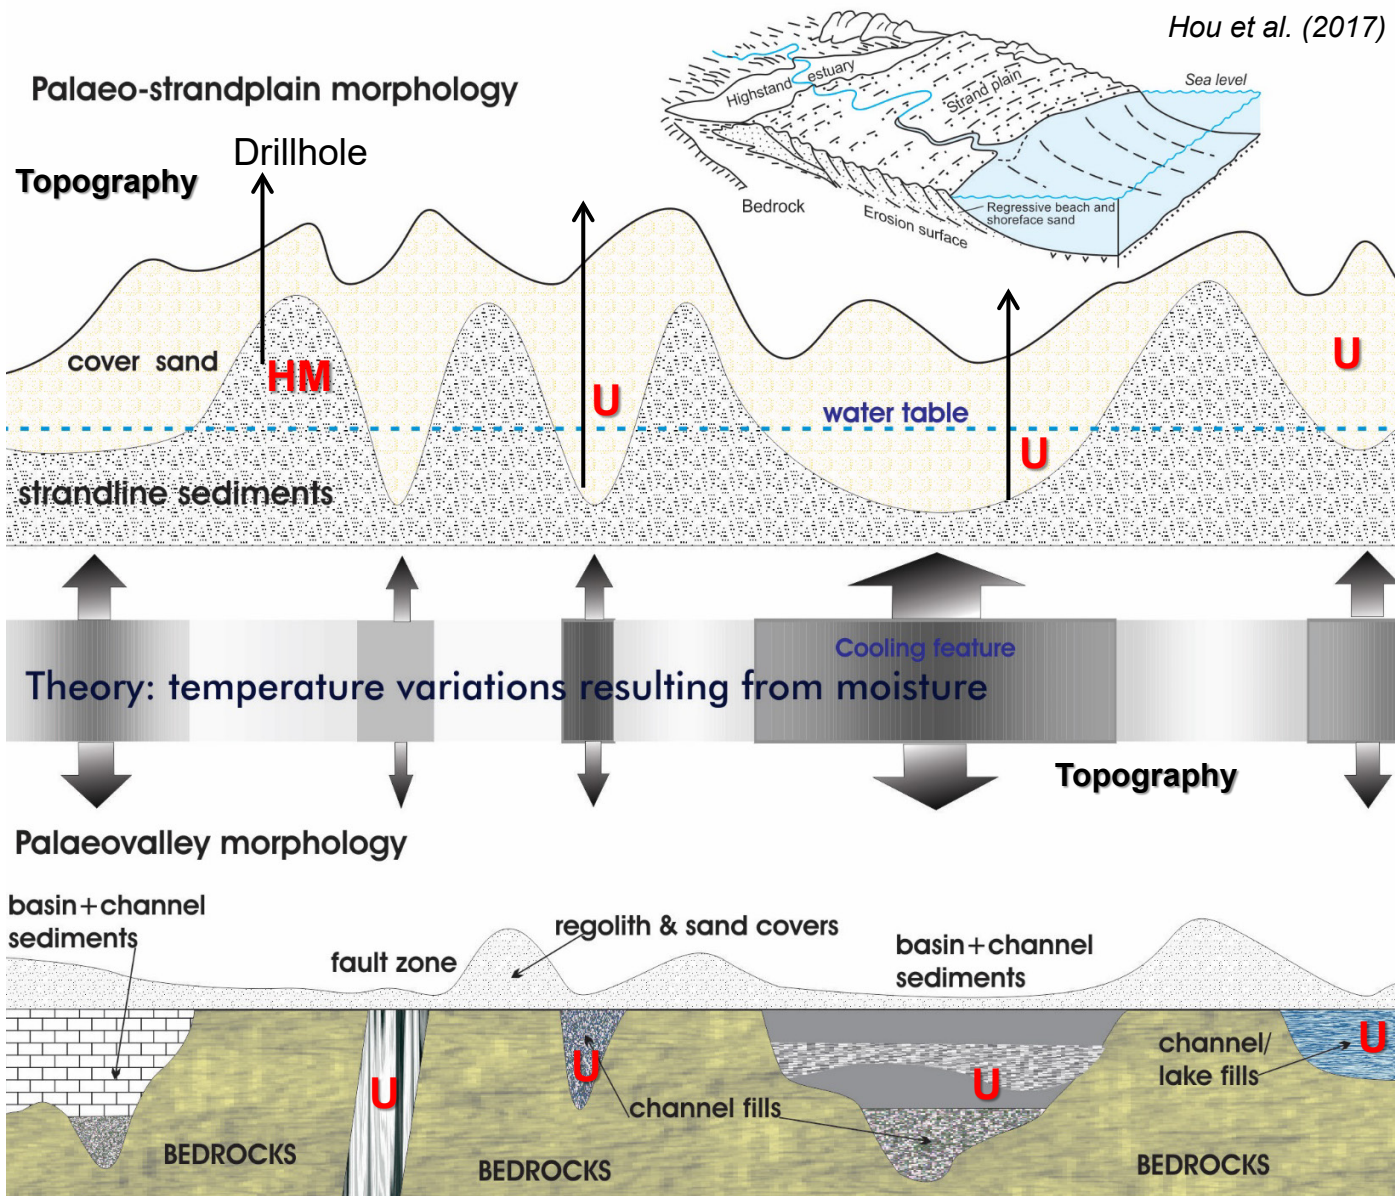 Hou et al. (2017)
Palaeo-strandplain morphology
Sea level
Highstand estuary
Strand plain
Drillhole
Topography
Bedrock
Erosion surface
Regressive beach and
shoreface sand
cover sand
HM
U
U
U
water table
strandline sediments
Cooling feature
Theory: temperature variations resulting from moisture
Topography
Palaeovalley morphology
basin+channel
sediments
fault zone
regolith & sand covers
basin+channel
sediments
U
U
U
U
channel/
lake fills
channel fills
BEDROCKS
BEDROCKS
BEDROCKS